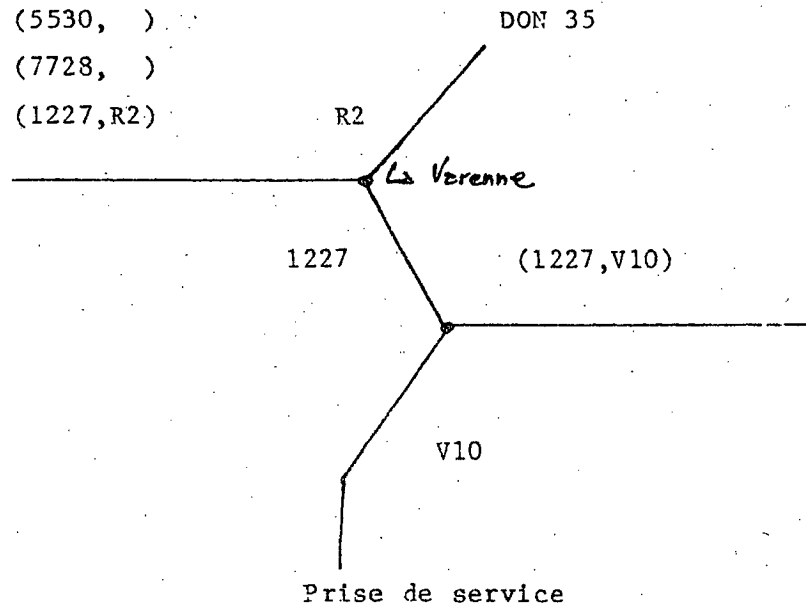 (5530, ) DON 35
(7728, )
(1227,R2) R2
La Varenne
1227 (1227,V10)
V10
Prise de service